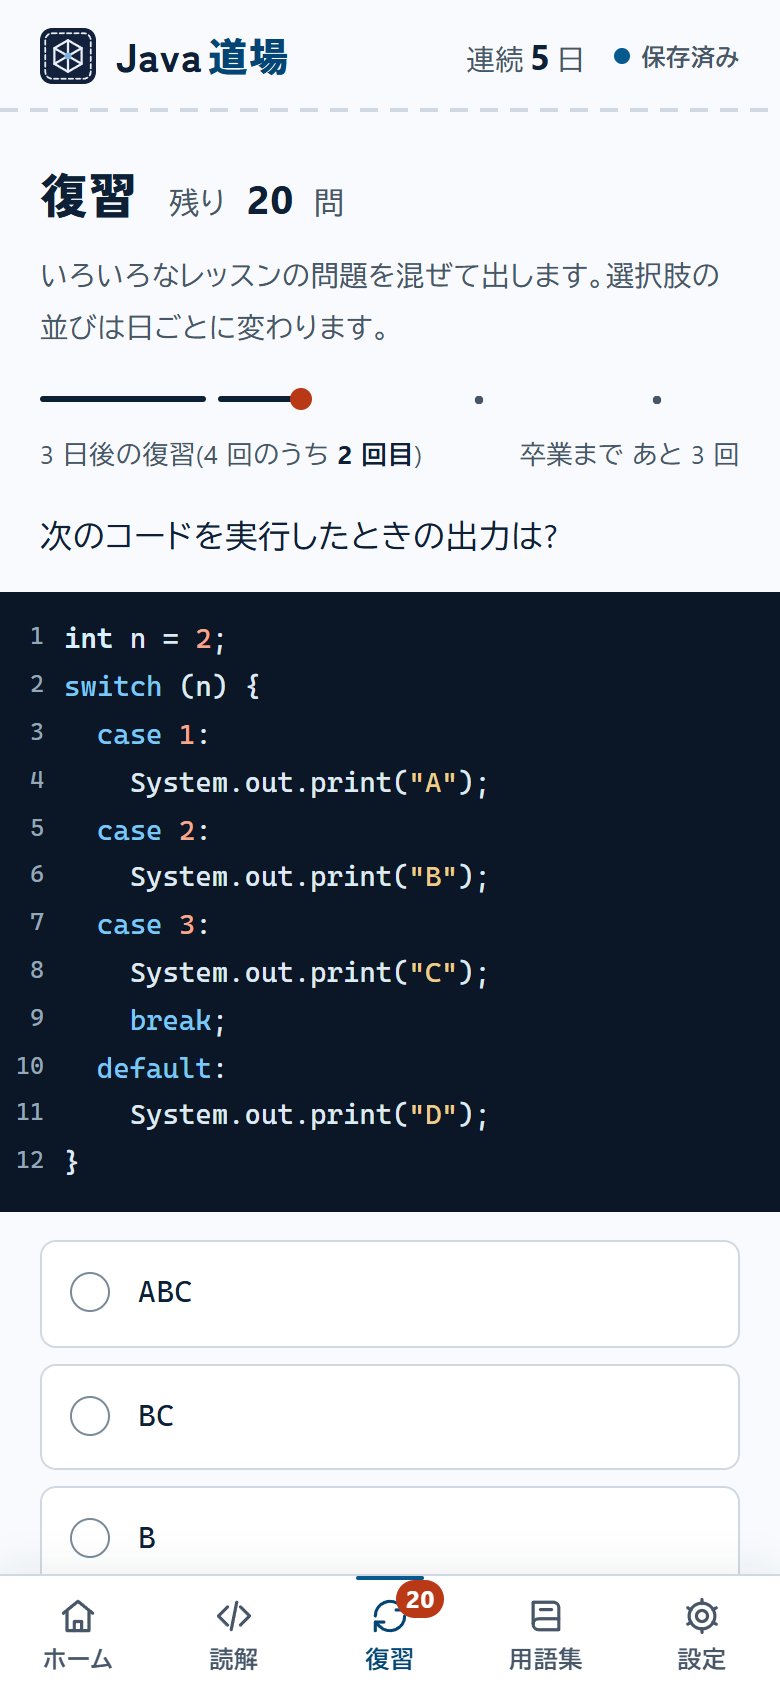 Java 道場
連続 5 日 保存済み
復習 残り 20 問
いろいろなレッスンの問題を混ぜて出します。選択肢の
並びは日ごとに変わります。
3 日後の復習(4 回のうち 2 回目) 卒業まで あと 3 回
次のコードを実行したときの出力は?
1 int n = 2;
2 switch (n) {
3   case 1:
4     System.out.print("A");
5   case 2:
6     System.out.print("B");
7   case 3:
8     System.out.print("C");
9     break;
10   default:
11     System.out.print("D");
12 }
ABC
BC
B
20
ホーム 読解 復習 用語集 設定